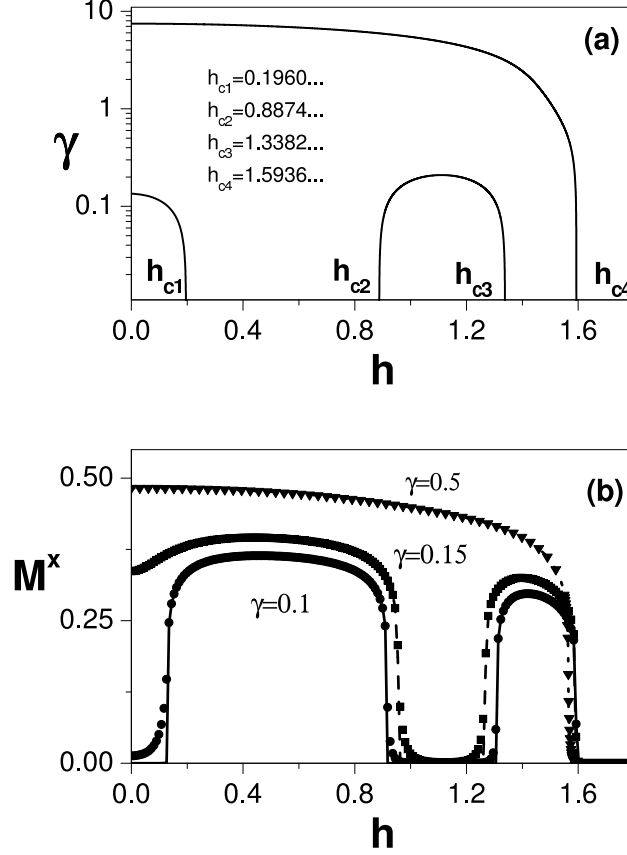 10
(a)
h_c1=0.1960...
h_c2=0.8874...
h_c3=1.3382...
h_c4=1.5936...
1
γ
0.1
h_c1 h_c2 h_c3 h_c4
0.0 0.4 0.8 1.2 1.6
h
0.50
(b)
γ=0.5
M^x
γ=0.15
γ=0.1
0.25
0.00
0.0 0.4 0.8 1.2 1.6
h